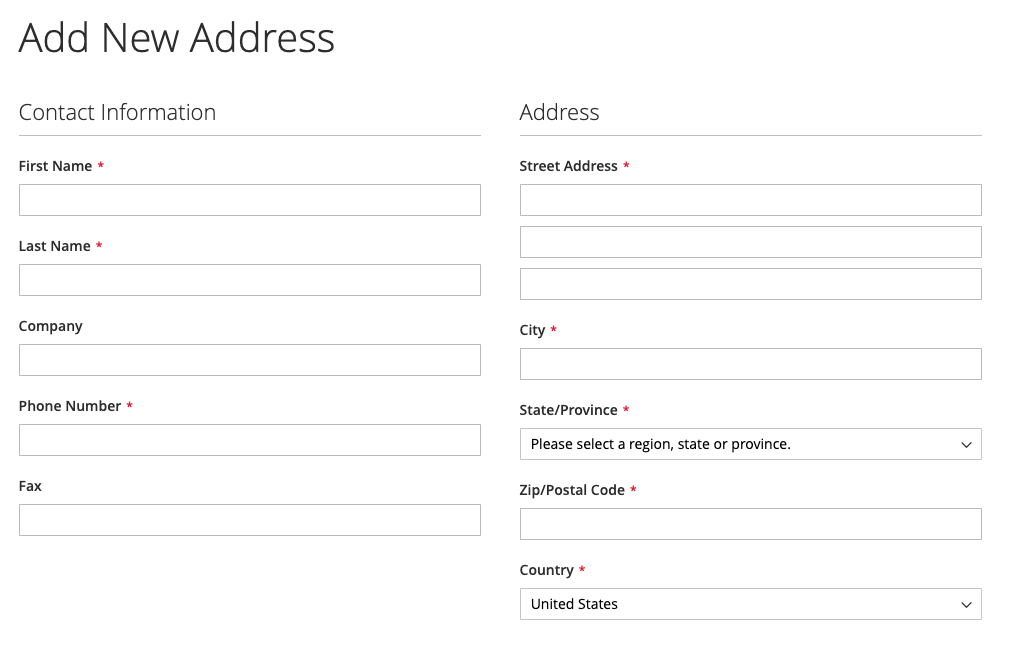 Add New Address
Contact Information
First Name *
Last Name *
Company
Phone Number *
Fax
Address
Street Address *
City *
State/Province *
Please select a region, state or province.
Zip/Postal Code *
Country *
United States